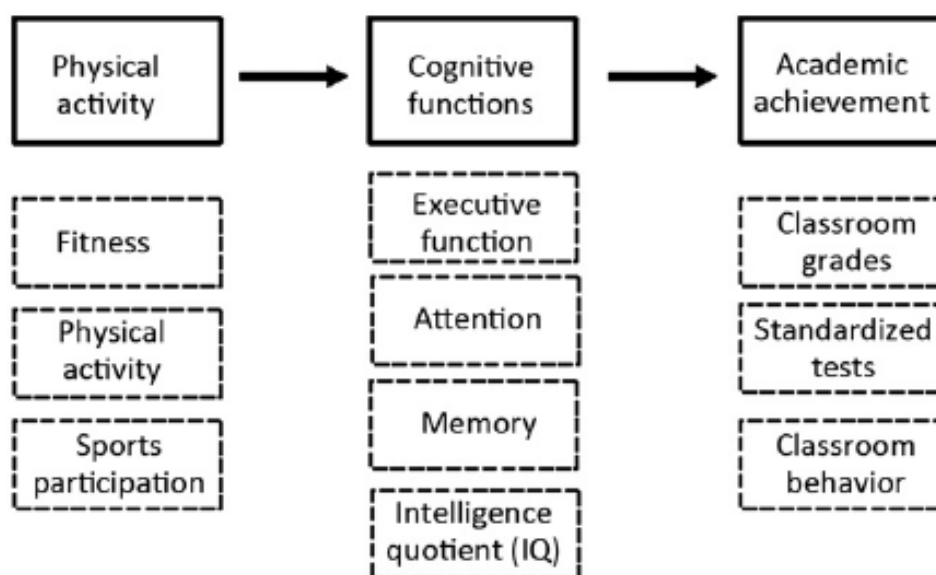 Physical
activity
Cognitive
functions
Academic
achievement
Fitness
Physical
activity
Sports
participation
Executive
function
Attention
Memory
Intelligence
quotient (IQ)
Classroom
grades
Standardized
tests
Classroom
behavior